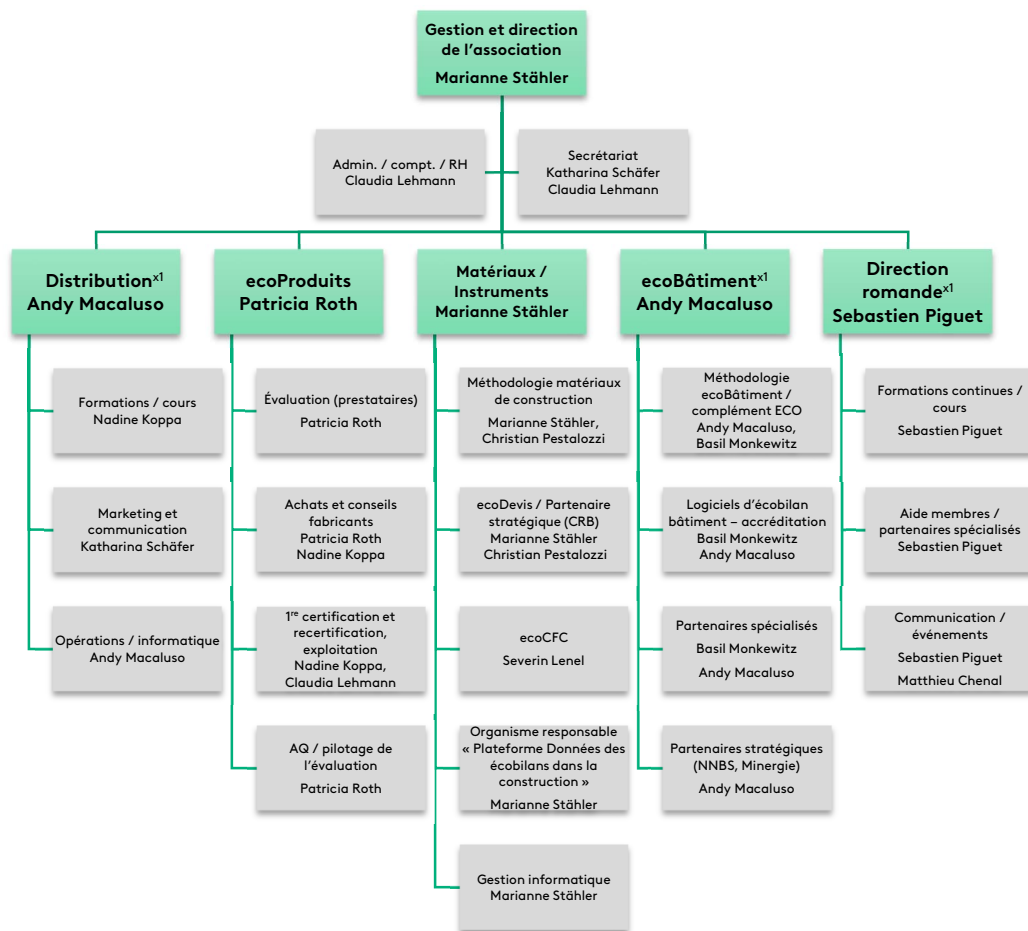 Gestion et direction
de l’association
Marianne Stähler
Admin. / compt. / RH
Claudia Lehmann
Secrétariat
Katharina Schäfer
Claudia Lehmann
Distributionˣ¹
Andy Macaluso
ecoProduits
Patricia Roth
Matériaux /
Instruments
Marianne Stähler
ecoBâtimentˣ¹
Andy Macaluso
Direction
romandeˣ¹
Sebastien Piguet
Formations / cours
Nadine Koppa
Marketing et
communication
Katharina Schäfer
Opérations / informatique
Andy Macaluso
Évaluation (prestataires)
Patricia Roth
Achats et conseils
fabricants
Patricia Roth
Nadine Koppa
1ʳᵉ certification et
recertification,
exploitation
Nadine Koppa,
Claudia Lehmann
AQ / pilotage de
l’évaluation
Patricia Roth
Méthodologie matériaux
de construction
Marianne Stähler,
Christian Pestalozzi
ecoDevis / Partenaire
stratégique (CRB)
Marianne Stähler
Christian Pestalozzi
ecoCFC
Severin Lenel
Organisme responsable
« Plateforme Données des
écobilans dans la
construction »
Marianne Stähler
Gestion informatique
Marianne Stähler
Méthodologie
ecoBâtiment /
complément ECO
Andy Macaluso,
Basil Monkewitz
Logiciels d’écobilan
bâtiment – accréditation
Basil Monkewitz
Andy Macaluso
Partenaires spécialisés
Basil Monkewitz
Andy Macaluso
Partenaires stratégiques
(NNBS, Minergie)
Andy Macaluso
Formations continues /
cours
Sebastien Piguet
Aide membres /
partenaires spécialisés
Sebastien Piguet
Communication /
événements
Sebastien Piguet
Matthieu Chenal